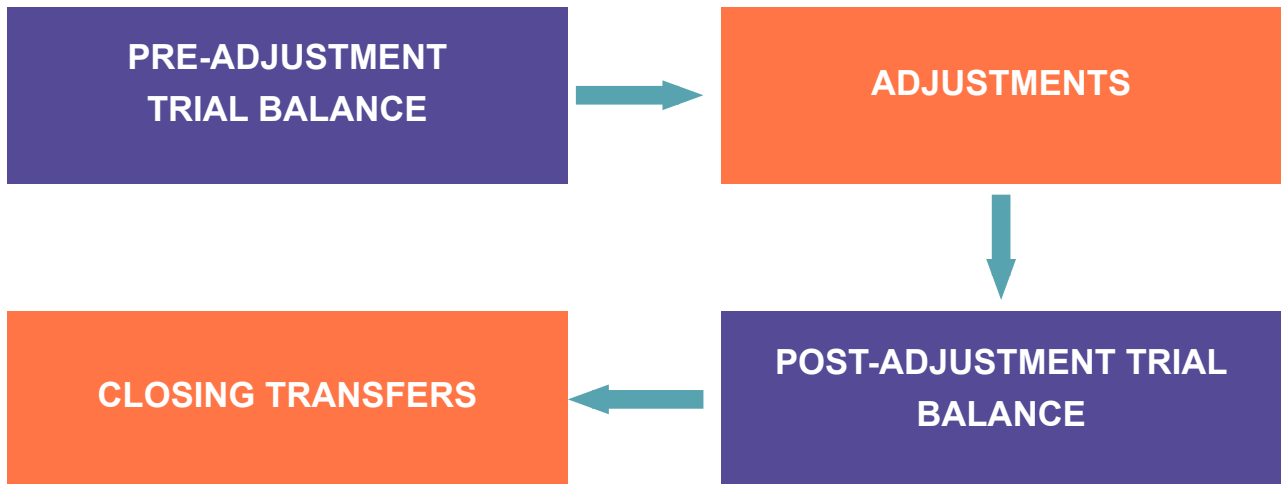 PRE-ADJUSTMENT
TRIAL BALANCE
ADJUSTMENTS
POST-ADJUSTMENT TRIAL
BALANCE
CLOSING TRANSFERS